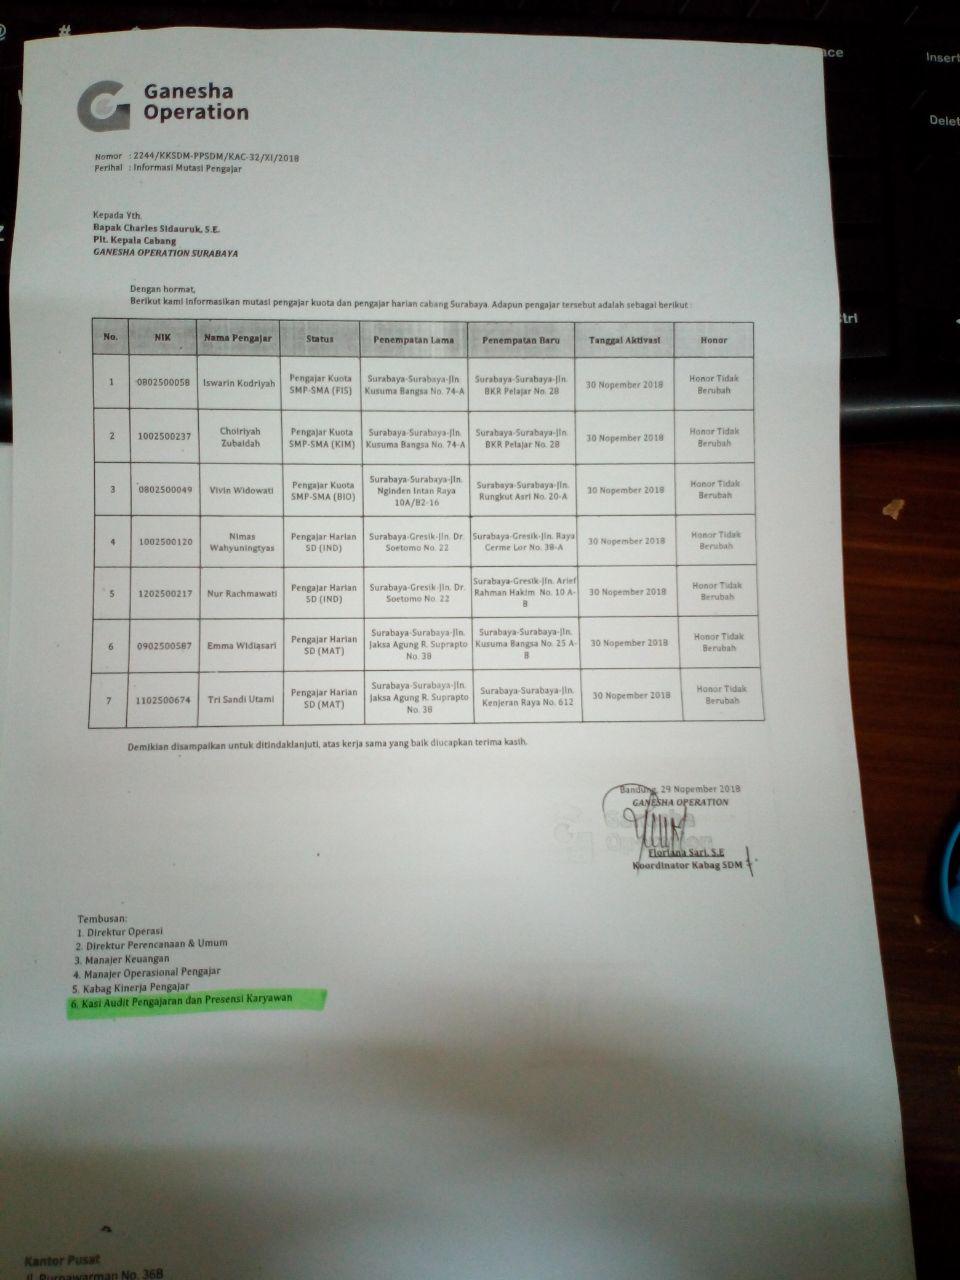 Ganesha
Operation
Nomor : 2244/KKSDM-PPSDM/KAC-32/XI/2018
Perihal : Informasi Mutasi Pengajar
Kepada Yth.
Bapak Charles Sidauruk, S.E.
Plt. Kepala Cabang
GANESHA OPERATION SURABAYA
Dengan hormat,
Berikut kami informasikan mutasi pengajar kuota dan pengajar harian cabang Surabaya. Adapun pengajar tersebut adalah sebagai berikut :
No. NIK Nama Pengajar Status Penempatan Lama Penempatan Baru Tanggal Aktivasi Honor
1 0802500058 Iswarin Kodriyah Pengajar Kuota SMP-SMA (FIS) Surabaya-Surabaya-Jln. Kusuma Bangsa No. 74-A Surabaya-Surabaya-Jln. BKR Pelajar No. 28 30 Nopember 2018 Honor Tidak Berubah
2 1002500237 Choiriyah Zubaidah Pengajar Kuota SMP-SMA (KIM) Surabaya-Surabaya-Jln. Kusuma Bangsa No. 74-A Surabaya-Surabaya-Jln. BKR Pelajar No. 28 30 Nopember 2018 Honor Tidak Berubah
3 0802500049 Vivin Widowati Pengajar Kuota SMP-SMA (BIO) Surabaya-Surabaya-Jln. Nginden Intan Raya 10A/B2-16 Surabaya-Surabaya-Jln. Rungkut Asri No. 20-A 30 Nopember 2018 Honor Tidak Berubah
4 1002500120 Nimas Wahyuningtyas Pengajar Harian SD (IND) Surabaya-Gresik-Jln. Dr. Soetomo No. 22 Surabaya-Gresik-Jln. Raya Cerme Lor No. 38-A 30 Nopember 2018 Honor Tidak Berubah
5 1202500217 Nur Rachmawati Pengajar Harian SD (IND) Surabaya-Gresik-Jln. Dr. Soetomo No. 22 Surabaya-Gresik-Jln. Arief Rahman Hakim No. 10 A-B 30 Nopember 2018 Honor Tidak Berubah
6 0902500587 Emma Widiasari Pengajar Harian SD (MAT) Surabaya-Surabaya-Jln. Jaksa Agung R. Suprapto No. 38 Surabaya-Surabaya-Jln. Kusuma Bangsa No. 25 A-B 30 Nopember 2018 Honor Tidak Berubah
7 1102500674 Tri Sandi Utami Pengajar Harian SD (MAT) Surabaya-Surabaya-Jln. Jaksa Agung R. Suprapto No. 38 Surabaya-Surabaya-Jln. Kenjeran Raya No. 612 30 Nopember 2018 Honor Tidak Berubah
Demikian disampaikan untuk ditindaklanjuti, atas kerja sama yang baik diucapkan terima kasih.
Bandung, 29 Nopember 2018
GANESHA OPERATION
Floriana Sari, S.E
Koordinator Kabag SDM
Tembusan:
1. Direktur Operasi
2. Direktur Perencanaan & Umum
3. Manajer Keuangan
4. Manajer Operasional Pengajar
5. Kabag Kinerja Pengajar
6. Kasi Audit Pengajaran dan Presensi Karyawan
Kantor Pusat
Jl. Purnawarman No. 36B
Insert